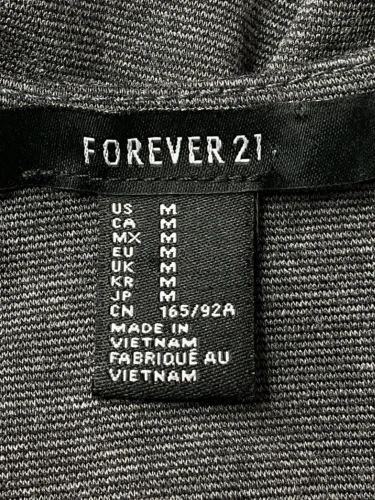 FOREVER 21
US M
CA M
MX M
EU M
UK M
KR M
JP M
CN 165/92A
MADE IN
VIETNAM
FABRIQUÉ AU
VIETNAM